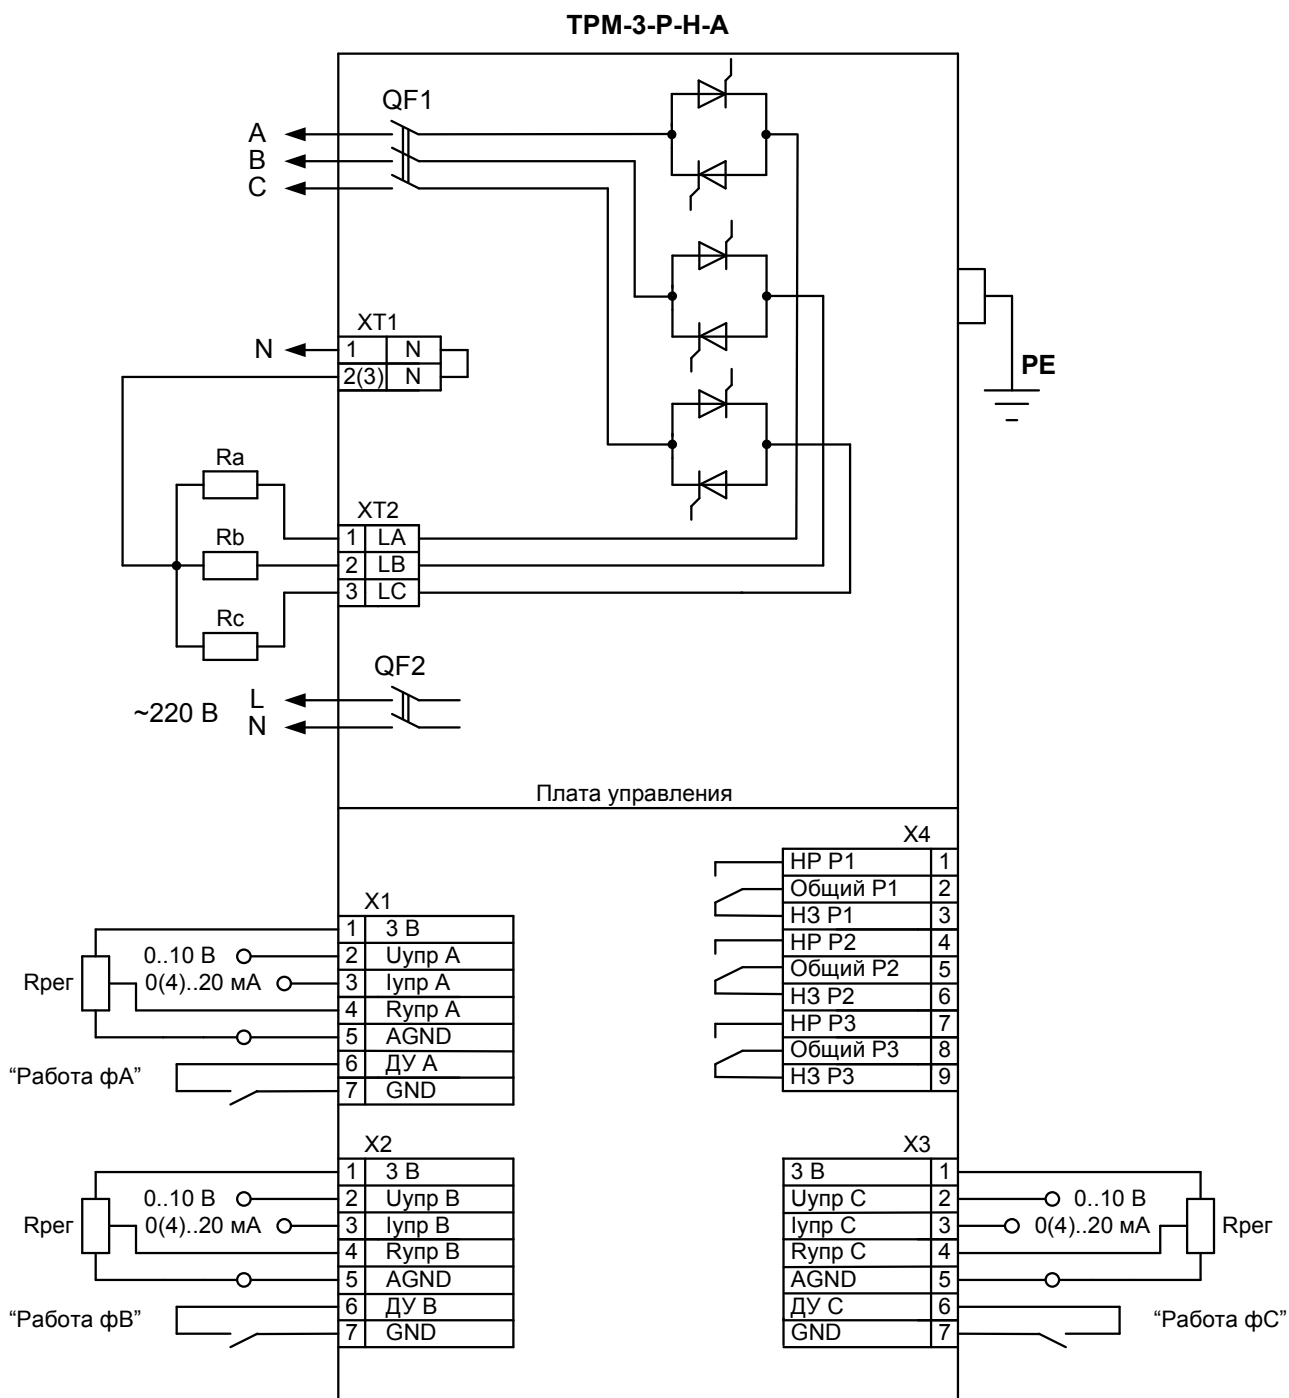 ТРМ-3-Р-Н-А
QF1
A
B
C
XT1
N
1 N
2(3) N
PE
Ra
Rb
Rc
XT2
1 LA
2 LB
3 LC
QF2
~220 В
L
N
Плата управления
X4
НР Р1 1
Общий Р1 2
НЗ Р1 3
НР Р2 4
Общий Р2 5
НЗ Р2 6
НР Р3 7
Общий Р3 8
НЗ Р3 9
X1
1 3 В
0..10 В 2 Uупр А
Rрег 0(4)..20 мА 3 Iупр А
4 Rупр А
5 AGND
“Работа фА” 6 ДУ А
7 GND
X2
1 3 В
0..10 В 2 Uупр В
Rрег 0(4)..20 мА 3 Iупр В
4 Rупр В
5 AGND
“Работа фВ” 6 ДУ В
7 GND
X3
3 В 1
Uупр С 2 0..10 В
Iупр С 3 0(4)..20 мА Rрег
Rупр С 4
AGND 5
ДУ С 6 “Работа фС”
GND 7